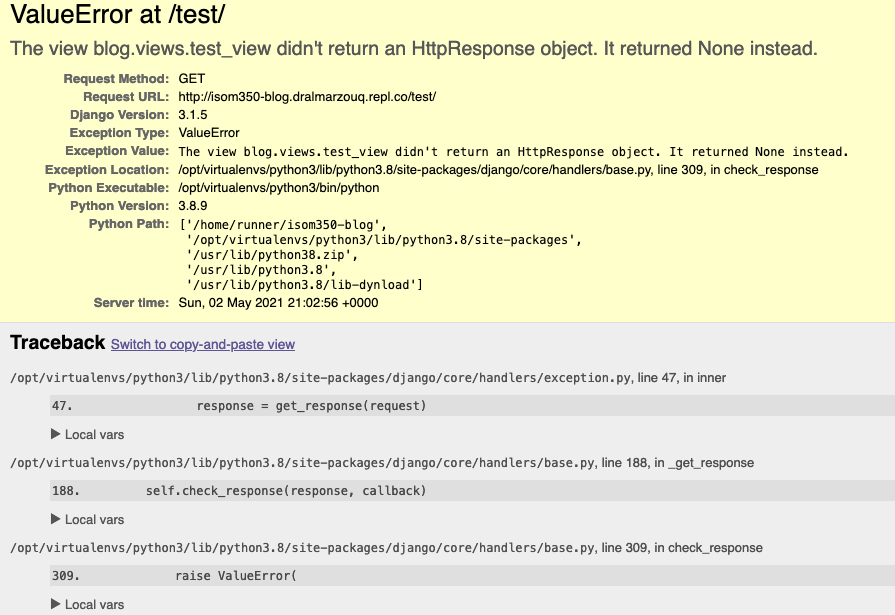 ValueError at /test/
The view blog.views.test_view didn't return an HttpResponse object. It returned None instead.
Request Method: GET
Request URL: http://isom350-blog.dralmarzouq.repl.co/test/
Django Version: 3.1.5
Exception Type: ValueError
Exception Value: The view blog.views.test_view didn't return an HttpResponse object. It returned None instead.
Exception Location: /opt/virtualenvs/python3/lib/python3.8/site-packages/django/core/handlers/base.py, line 309, in check_response
Python Executable: /opt/virtualenvs/python3/bin/python
Python Version: 3.8.9
Python Path: ['/home/runner/isom350-blog',
'/opt/virtualenvs/python3/lib/python3.8/site-packages',
'/usr/lib/python38.zip',
'/usr/lib/python3.8',
'/usr/lib/python3.8/lib-dynload']
Server time: Sun, 02 May 2021 21:02:56 +0000
Traceback Switch to copy-and-paste view
/opt/virtualenvs/python3/lib/python3.8/site-packages/django/core/handlers/exception.py, line 47, in inner
47. response = get_response(request)
▶ Local vars
/opt/virtualenvs/python3/lib/python3.8/site-packages/django/core/handlers/base.py, line 188, in _get_response
188. self.check_response(response, callback)
▶ Local vars
/opt/virtualenvs/python3/lib/python3.8/site-packages/django/core/handlers/base.py, line 309, in check_response
309. raise ValueError(
▶ Local vars